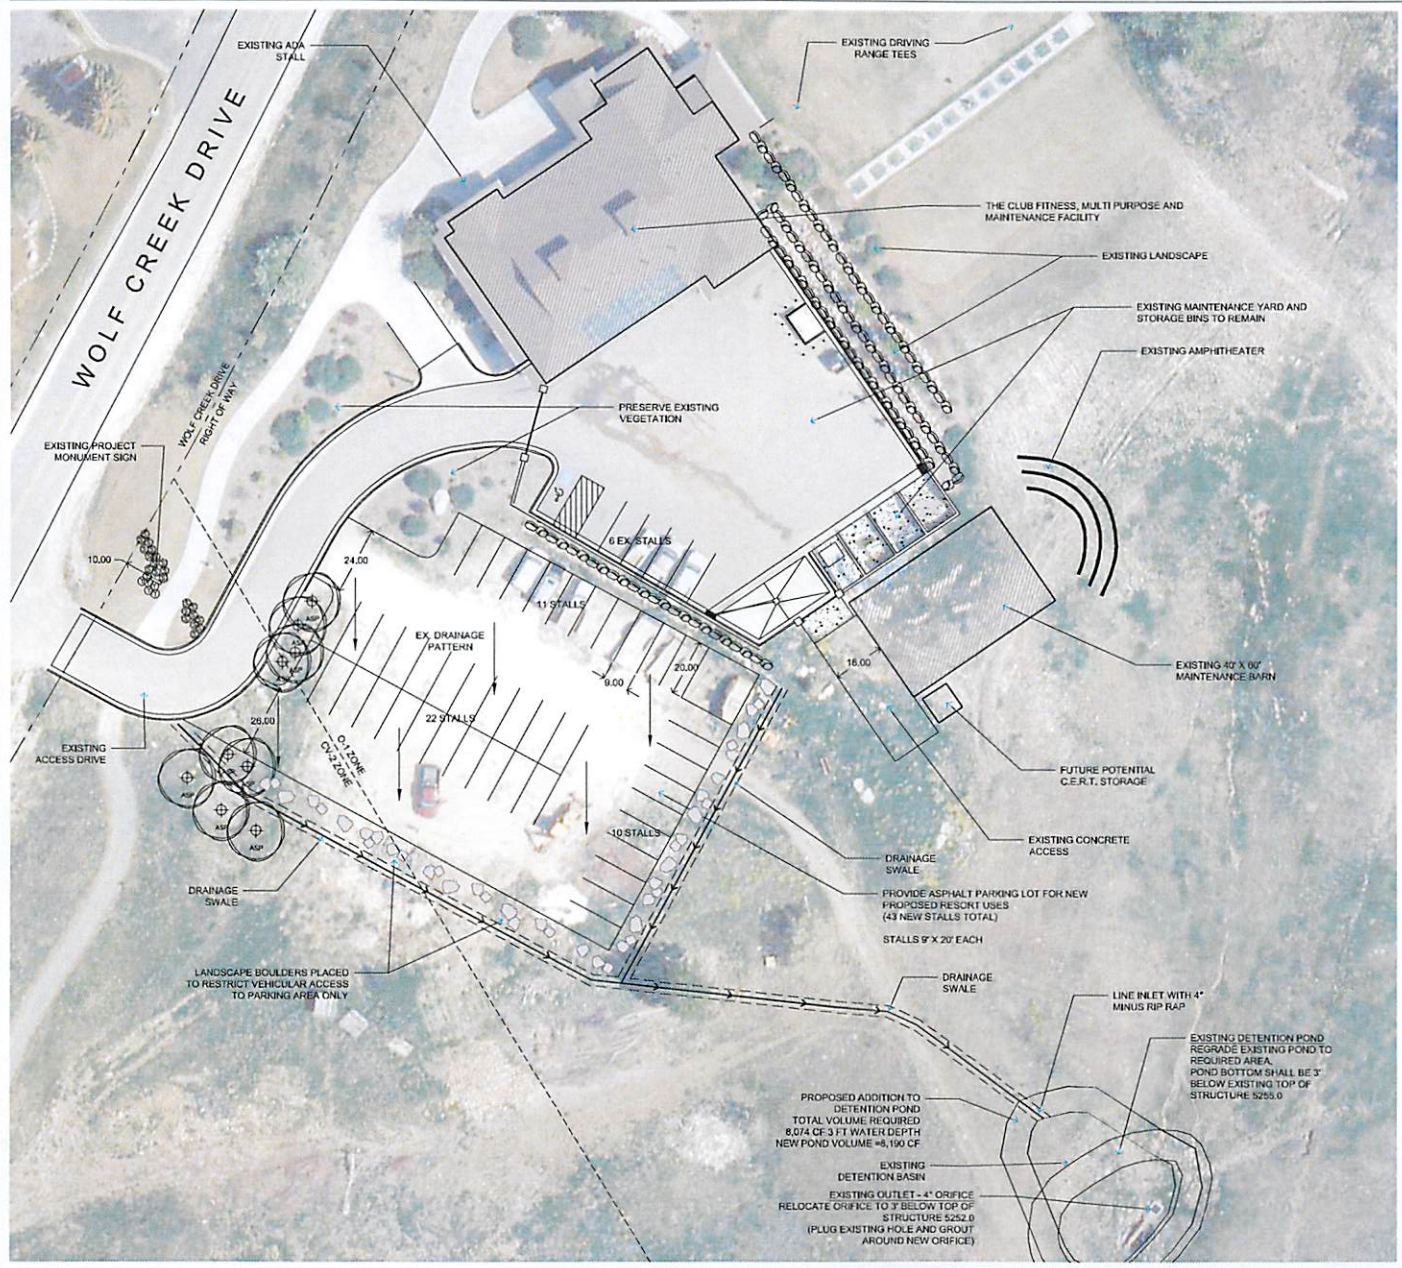 EXISTING ADA
STALL
EXISTING DRIVING
RANGE TEES
WOLF CREEK DRIVE
THE CLUB FITNESS, MULTI PURPOSE AND
MAINTENANCE FACILITY
EXISTING LANDSCAPE
EXISTING MAINTENANCE YARD AND
STORAGE BINS TO REMAIN
EXISTING AMPHITHEATER
WOLF CREEK DRIVE
RIGHT OF WAY
PRESERVE EXISTING
VEGETATION
EXISTING PROJECT
MONUMENT SIGN
10.00
24.00
6 EX. STALLS
11 STALLS
ASP
ASP
EX. DRAINAGE
PATTERN
9.00
20.00
16.00
EXISTING 40' X 60'
MAINTENANCE BARN
26.00
22 STALLS
O-1 ZONE
CV-2 ZONE
EXISTING
ACCESS DRIVE
FUTURE POTENTIAL
C.E.R.T. STORAGE
ASP
ASP
ASP
10 STALLS
EXISTING CONCRETE
ACCESS
DRAINAGE
SWALE
DRAINAGE
SWALE
PROVIDE ASPHALT PARKING LOT FOR NEW
PROPOSED RESORT USES
(43 NEW STALLS TOTAL)
STALLS 9' X 20' EACH
LANDSCAPE BOULDERS PLACED
TO RESTRICT VEHICULAR ACCESS
TO PARKING AREA ONLY
DRAINAGE
SWALE
LINE INLET WITH 4"
MINUS RIP RAP
EXISTING DETENTION POND
REGRADE EXISTING POND TO
REQUIRED AREA.
POND BOTTOM SHALL BE 3'
BELOW EXISTING TOP OF
STRUCTURE 5255.0
PROPOSED ADDITION TO
DETENTION POND
TOTAL VOLUME REQUIRED
8,074 CF 3 FT WATER DEPTH
NEW POND VOLUME =8,190 CF
EXISTING
DETENTION BASIN
EXISTING OUTLET - 4" ORIFICE
RELOCATE ORIFICE TO 3' BELOW TOP OF
STRUCTURE 5252.0
(PLUG EXISTING HOLE AND GROUT
AROUND NEW ORIFICE)